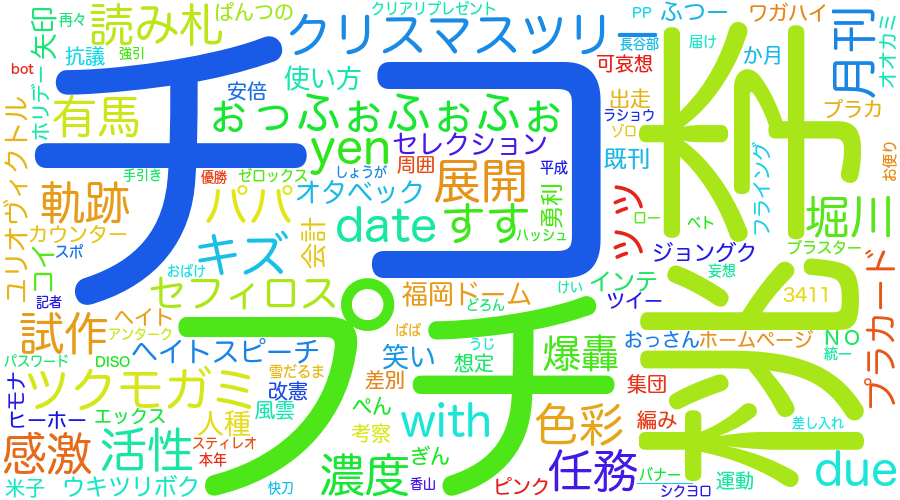 クリアリプレゼント
読み札
ぱんつの
クリスマスツリー
PP
ふつー
ワガハイ
再々
矢印
抗議
強引
長谷部
届け
か月
月刊
オオカミ
bot
ホリデー
使い方
可哀想
チコ
李
有馬
安倍
おっふぉふぉふぉ
出走
ラショウ
ゾロ
プラカ
yen
セレクション
既刊
ユリオヴィクトル
手引き
優勝
ゼロックス
しょうが
周囲
展開
平成
フライング
お便り
軌跡
パパ
オタベック
date
すす
勇利
ッッ
ロー
ベテ
堀川
カウンター
スポ
キズ
会計
ハッシュ
ジョングク
プラスター
コイ
おばけ
セフィロス
福岡ドーム
どろん
けい
インテ
妄想
記者
ツイー
3411
プラカード
試作
ヘイト
アンターク
プチ
ばば
うじ
おっさん
ホームページ
NO
統一
桃
パスワード
DISO
ヘイトスピーチ
笑い
想定
爆轟
モナ
ツクモガミ
雪だるま
改憲
差別
集団
ヒーホー
エックス
人種
風雲
ぺん
考察
with
色彩
編み
差し入れ
感激
活性
スティレオ
本年
濃度
ぎん
任務
バナー
運動
due
米子
ウキツリボク
快刀
香山
ピンク
シクヨロ